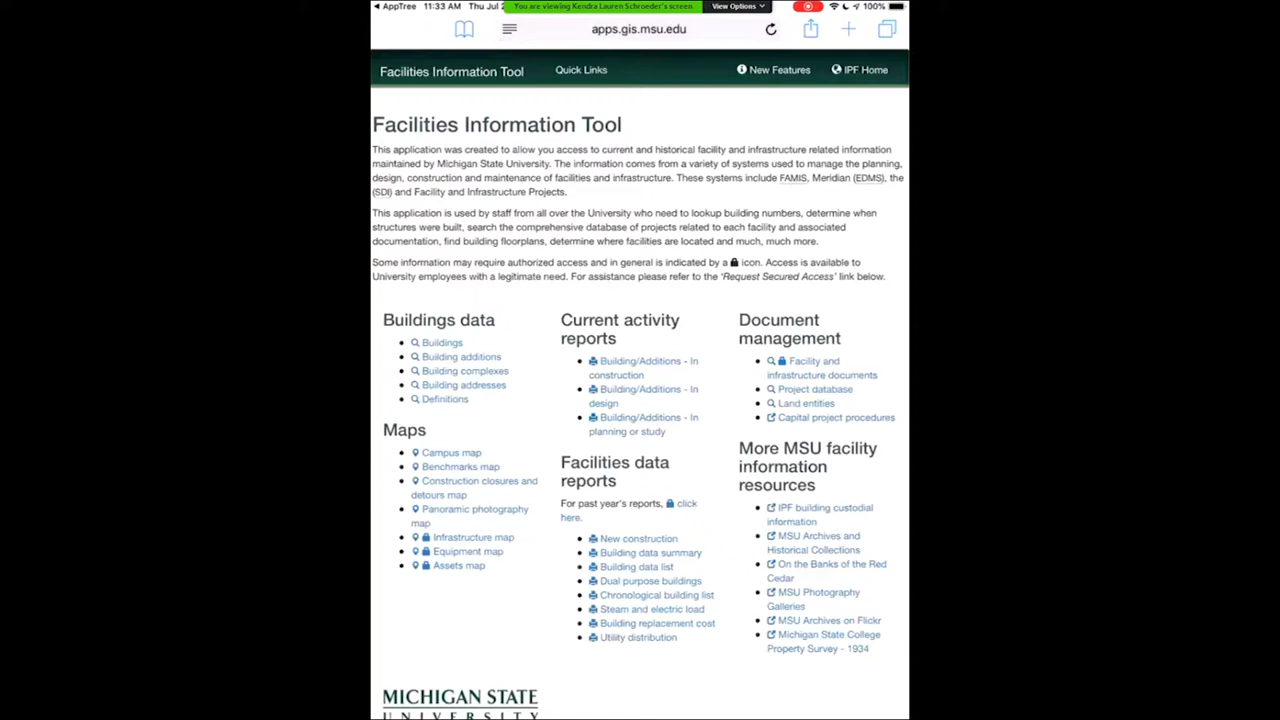 AppTree 11:33 AM Thu Jul 2 You are viewing Kendra Lauren Schroeder's screen View Options 100%
apps.gis.msu.edu
Facilities Information Tool Quick Links New Features IPF Home
Facilities Information Tool
This application was created to allow you access to current and historical facility and infrastructure related information
maintained by Michigan State University. The information comes from a variety of systems used to manage the planning,
design, construction and maintenance of facilities and infrastructure. These systems include FAMIS, Meridian (EDMS), the
(SDI) and Facility and Infrastructure Projects.
This application is used by staff from all over the University who need to lookup building numbers, determine when
structures were built, search the comprehensive database of projects related to each facility and associated
documentation, find building floorplans, determine where facilities are located and much, much more.
Some information may require authorized access and in general is indicated by a icon. Access is available to
University employees with a legitimate need. For assistance please refer to the 'Request Secured Access' link below.
Buildings data
Buildings
Building additions
Building complexes
Building addresses
Definitions
Maps
Campus map
Benchmarks map
Construction closures and
detours map
Panoramic photography
map
Infrastructure map
Equipment map
Assets map
Current activity
reports
Building/Additions - In
construction
Building/Additions - In
design
Building/Additions - In
planning or study
Facilities data
reports
For past year's reports, click
here.
New construction
Building data summary
Building data list
Dual purpose buildings
Chronological building list
Steam and electric load
Building replacement cost
Utility distribution
Document
management
Facility and
infrastructure documents
Project database
Land entities
Capital project procedures
More MSU facility
information
resources
IPF building custodial
information
MSU Archives and
Historical Collections
On the Banks of the Red
Cedar
MSU Photography
Galleries
MSU Archives on Flickr
Michigan State College
Property Survey - 1934
MICHIGAN STATE
UNIVERSITY